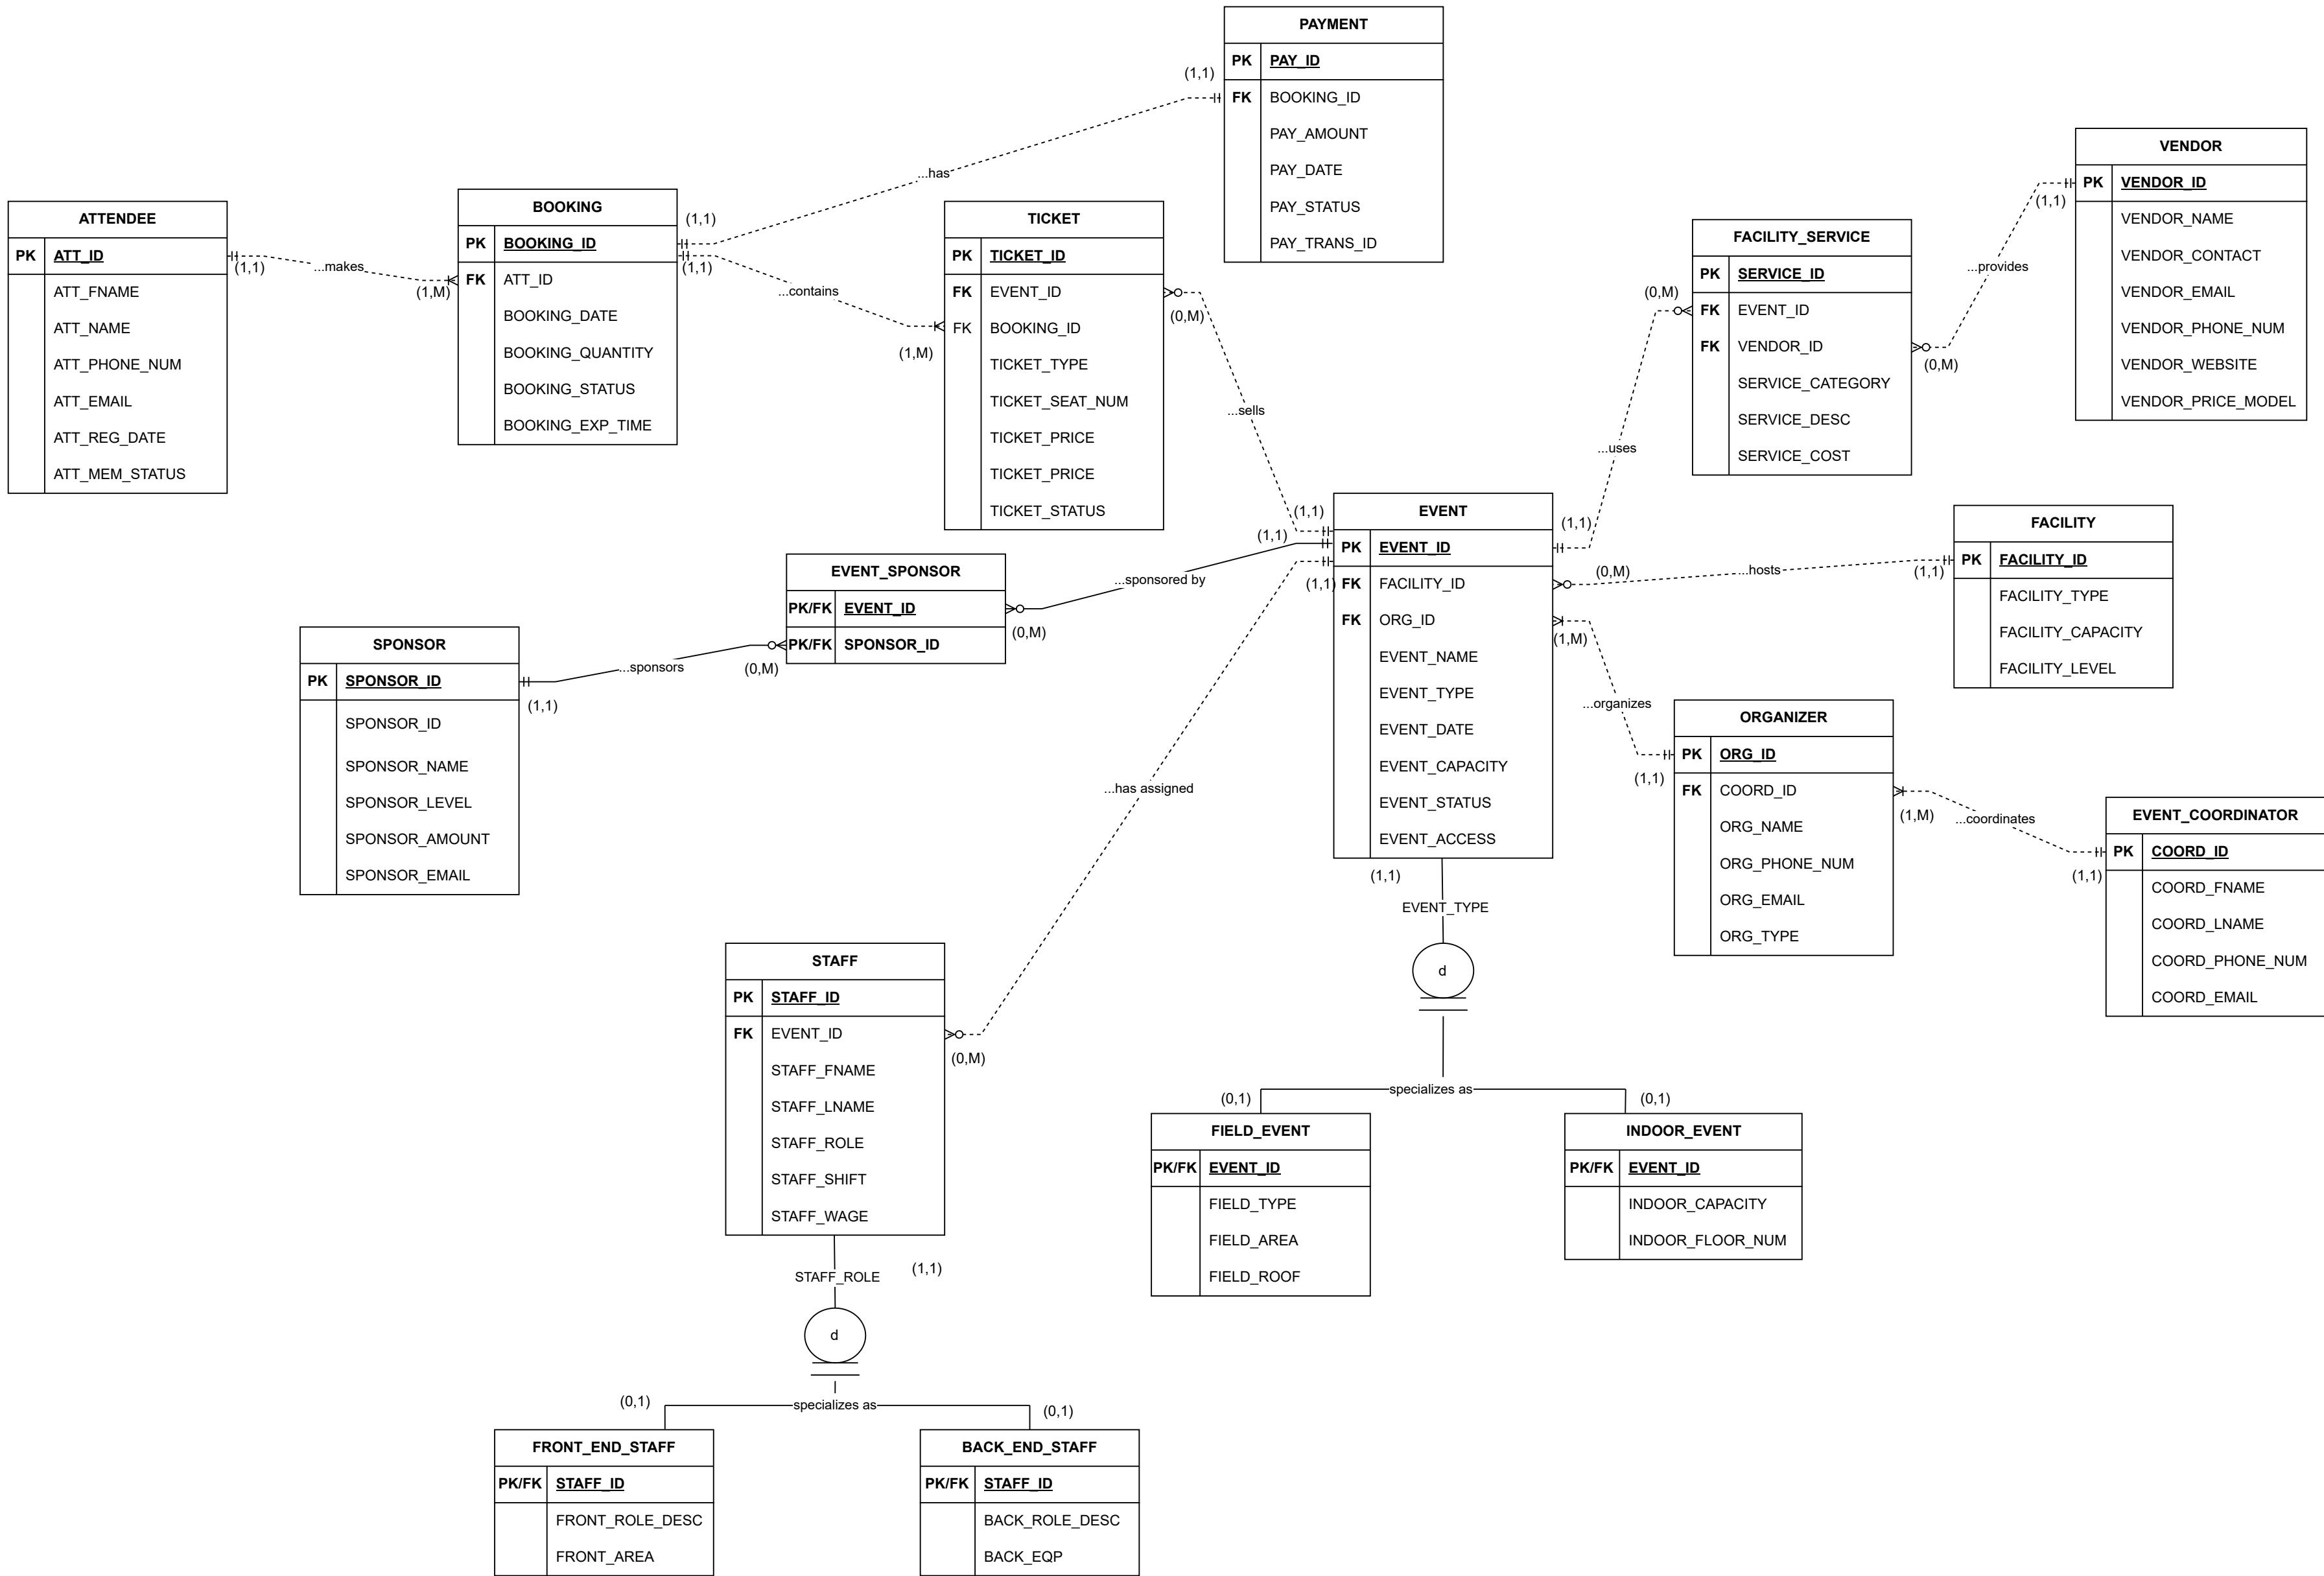 PAYMENT
PK PAY_ID
FK BOOKING_ID
PAY_AMOUNT
PAY_DATE
PAY_STATUS
PAY_TRANS_ID
(1,1)
...has
(1,1)
VENDOR
PK VENDOR_ID
VENDOR_NAME
VENDOR_CONTACT
VENDOR_EMAIL
VENDOR_PHONE_NUM
VENDOR_WEBSITE
VENDOR_PRICE_MODEL
(1,1)
...provides
(0,M)
ATTENDEE
PK ATT_ID
ATT_FNAME
ATT_NAME
ATT_PHONE_NUM
ATT_EMAIL
ATT_REG_DATE
ATT_MEM_STATUS
(1,1)
...makes
(1,M)
BOOKING
PK BOOKING_ID
FK ATT_ID
BOOKING_DATE
BOOKING_QUANTITY
BOOKING_STATUS
BOOKING_EXP_TIME
(1,1)
...contains
(1,M)
TICKET
PK TICKET_ID
FK EVENT_ID
FK BOOKING_ID
TICKET_TYPE
TICKET_SEAT_NUM
TICKET_PRICE
TICKET_PRICE
TICKET_STATUS
(0,M)
...sells
(1,1)
FACILITY_SERVICE
PK SERVICE_ID
FK EVENT_ID
FK VENDOR_ID
SERVICE_CATEGORY
SERVICE_DESC
SERVICE_COST
(0,M)
...uses
(1,1)
EVENT
PK EVENT_ID
FK FACILITY_ID
FK ORG_ID
EVENT_NAME
EVENT_TYPE
EVENT_DATE
EVENT_CAPACITY
EVENT_STATUS
EVENT_ACCESS
FACILITY
PK FACILITY_ID
FACILITY_TYPE
FACILITY_CAPACITY
FACILITY_LEVEL
(0,M)
...hosts
(1,1)
EVENT_SPONSOR
PK/FK EVENT_ID
PK/FK SPONSOR_ID
(1,1)
...sponsored by
(0,M)
SPONSOR
PK SPONSOR_ID
SPONSOR_ID
SPONSOR_NAME
SPONSOR_LEVEL
SPONSOR_AMOUNT
SPONSOR_EMAIL
(1,1)
...sponsors
(0,M)
(1,M)
...organizes
(1,1)
ORGANIZER
PK ORG_ID
FK COORD_ID
ORG_NAME
ORG_PHONE_NUM
ORG_EMAIL
ORG_TYPE
(1,M)
...coordinates
(1,1)
EVENT_COORDINATOR
PK COORD_ID
COORD_FNAME
COORD_LNAME
COORD_PHONE_NUM
COORD_EMAIL
(1,1)
...has assigned
(0,M)
STAFF
PK STAFF_ID
FK EVENT_ID
STAFF_FNAME
STAFF_LNAME
STAFF_ROLE
STAFF_SHIFT
STAFF_WAGE
(1,1)
EVENT_TYPE
d
specializes as
(0,1)
(0,1)
FIELD_EVENT
PK/FK EVENT_ID
FIELD_TYPE
FIELD_AREA
FIELD_ROOF
INDOOR_EVENT
PK/FK EVENT_ID
INDOOR_CAPACITY
INDOOR_FLOOR_NUM
STAFF_ROLE
(1,1)
d
specializes as
(0,1)
(0,1)
FRONT_END_STAFF
PK/FK STAFF_ID
FRONT_ROLE_DESC
FRONT_AREA
BACK_END_STAFF
PK/FK STAFF_ID
BACK_ROLE_DESC
BACK_EQP